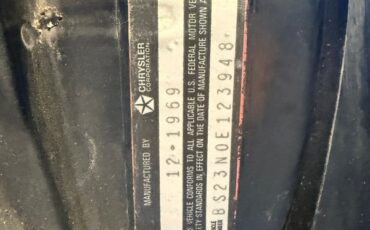 MANUFACTURED BY CHRYSLER CORPORATION
12•1969
VEHICLE CONFORMS TO ALL APPLICABLE U.S. FEDERAL MOTOR VE
TY STANDARDS IN EFFECT ON THE DATE OF MANUFACTURE SHOWN A
BS23N0E123948